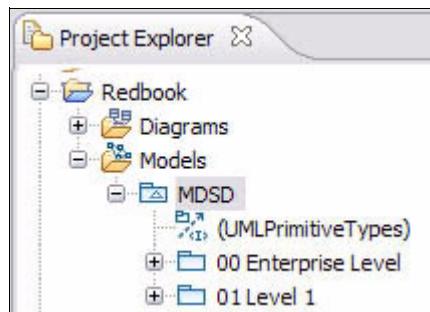 Project Explorer
Redbook
Diagrams
Models
MDSD
(UMLPrimitiveTypes)
00 Enterprise Level
01 Level 1